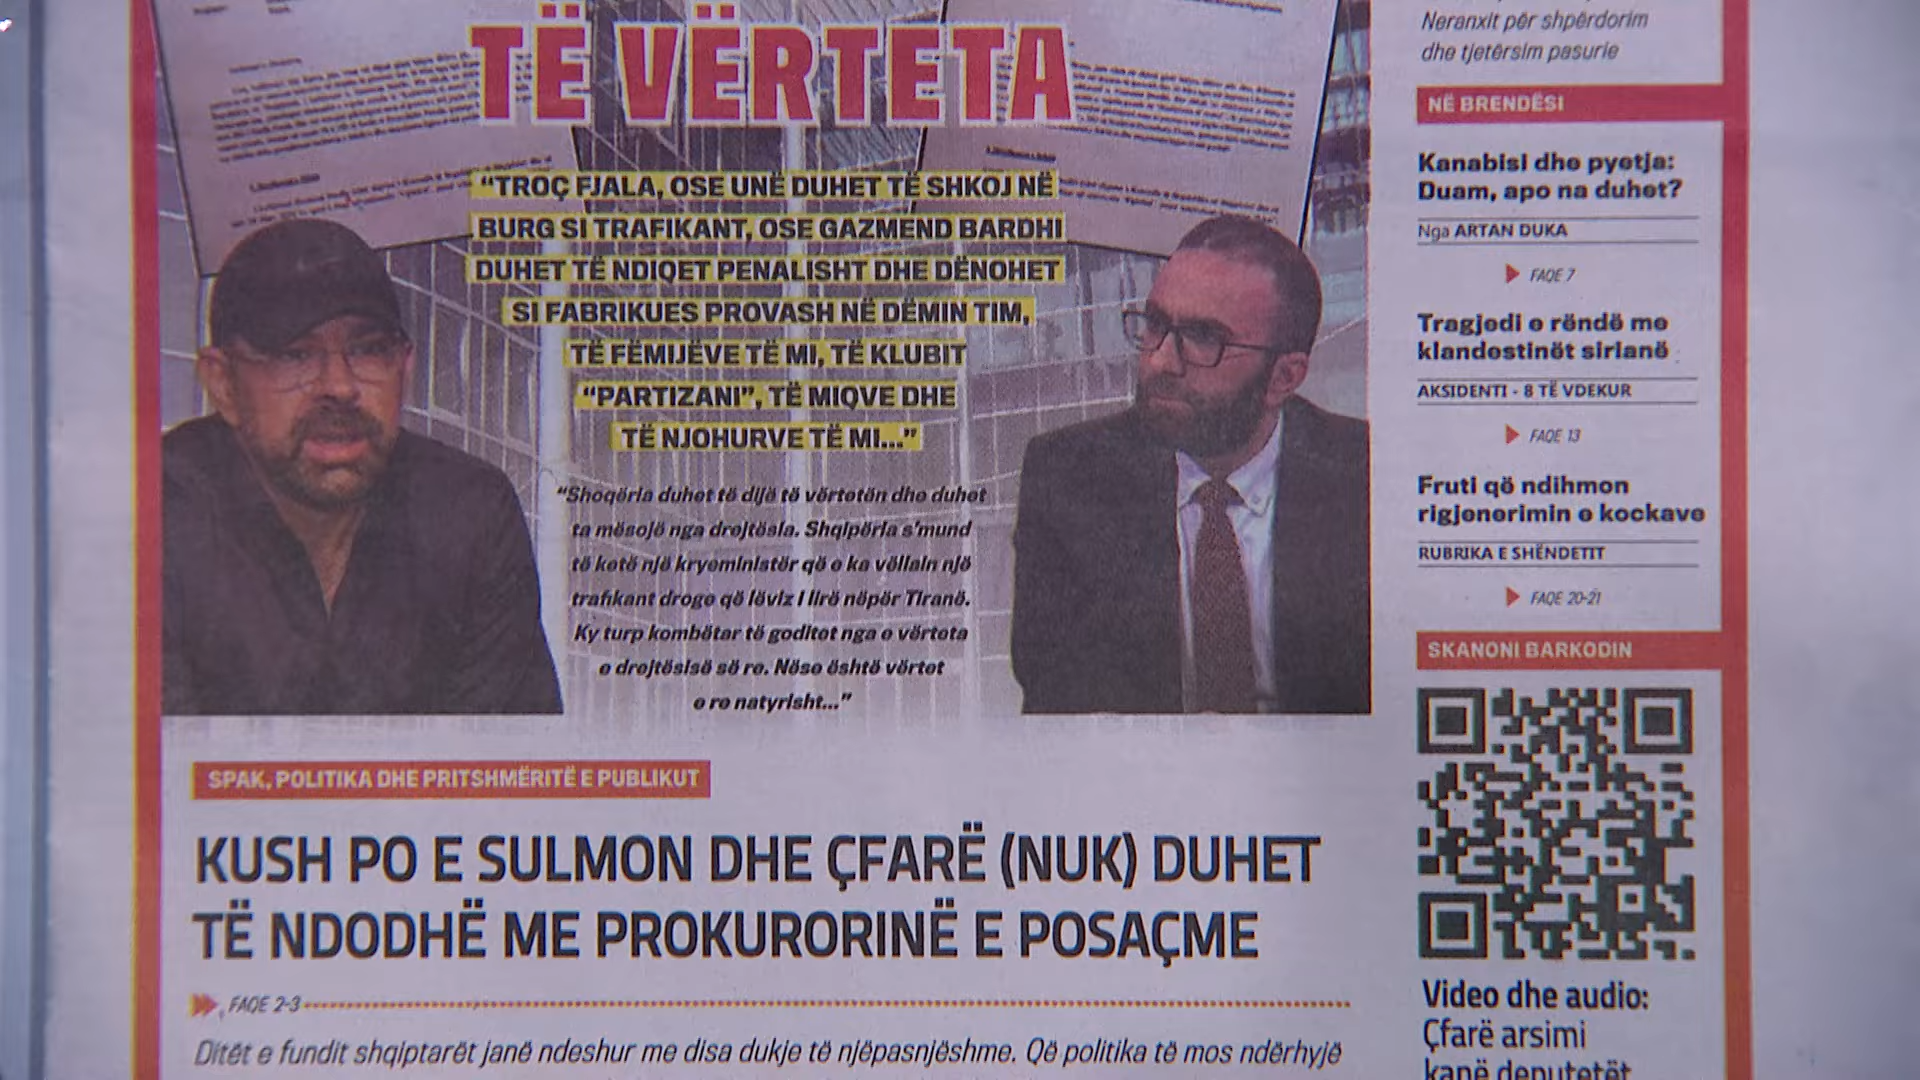 TË VËRTETA
“TROÇ FJALA, OSE UNË DUHET TË SHKOJ NË
BURG SI TRAFIKANT, OSE GAZMEND BARDHI
DUHET TË NDIQET PENALISHT DHE DËNOHET
SI FABRIKUES PROVASH NË DËMIN TIM,
TË FËMIJËVE TË MI, TË KLUBIT
“PARTIZANI”, TË MIQVE DHE
TË NJOHURVE TË MI...”
“Shoqëria duhet të dijë të vërtetën dhe duhet
ta mësojë nga drejtësia. Shqipëria s’mund
të ketë një kryeministër që e ka vëllain një
trafikant droge që lëviz i lirë nëpër Tiranë.
Ky turp kombëtar të goditet nga e vërteta
e drejtësisë së re. Nëse është vërtet
e re natyrisht...”
SPAK, POLITIKA DHE PRITSHMËRITË E PUBLIKUT
KUSH PO E SULMON DHE ÇFARË (NUK) DUHET
TË NDODHË ME PROKURORINË E POSAÇME
FAQE 2-3
Ditët e fundit shqiptarët janë ndeshur me disa dukje të njëpasnjëshme. Që politika të mos ndërhyjë
Neranxit për shpërdorim
dhe tjetërsim pasurie
NË BRENDËSI
Kanabisi dhe pyetja:
Duam, apo na duhet?
Nga ARTAN DUKA
FAQE 7
Tragjedi e rëndë me
klandestinët sirianë
AKSIDENTI - 8 TË VDEKUR
FAQE 13
Fruti që ndihmon
rigjenerimin e kockave
RUBRIKA E SHËNDETIT
FAQE 20-21
SKANONI BARKODIN
Video dhe audio:
Çfarë arsimi
kanë deputetët